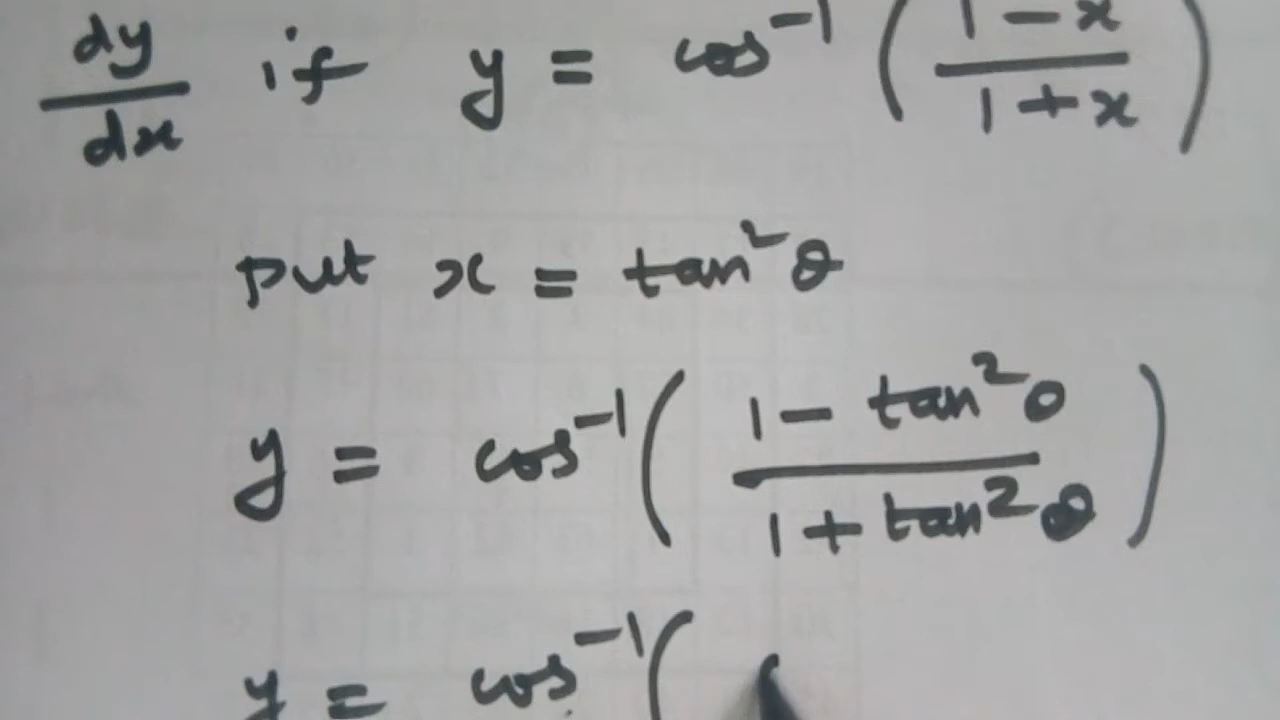 dy/dx if y = cos⁻¹ ( (1 - x)/(1 + x) )
put x = tan²θ
y = cos⁻¹ ( (1 - tan²θ)/(1 + tan²θ) )
y = cos⁻¹ (